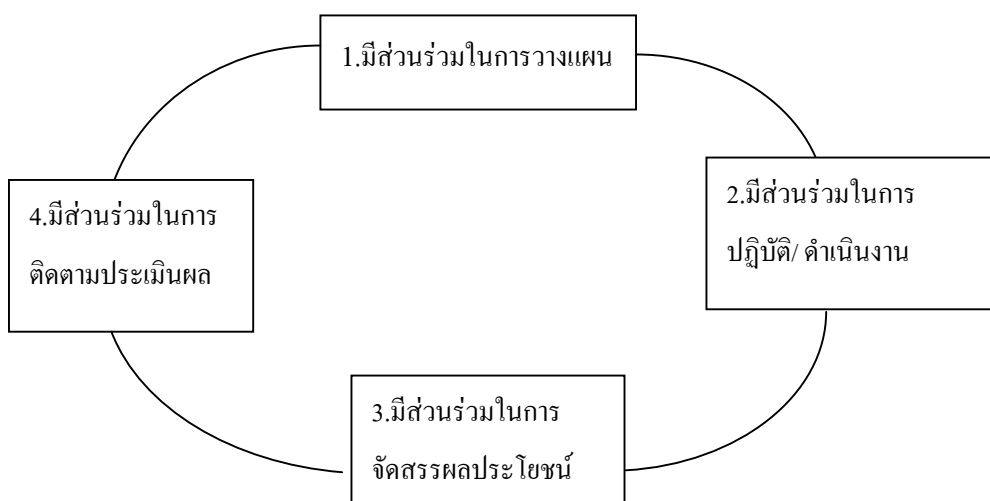 1.มีส่วนร่วมในการวางแผน
2.มีส่วนร่วมในการ
ปฏิบัติ/ ดำเนินงาน
3.มีส่วนร่วมในการ
จัดสรรผลประโยชน์
4.มีส่วนร่วมในการ
ติดตามประเมินผล